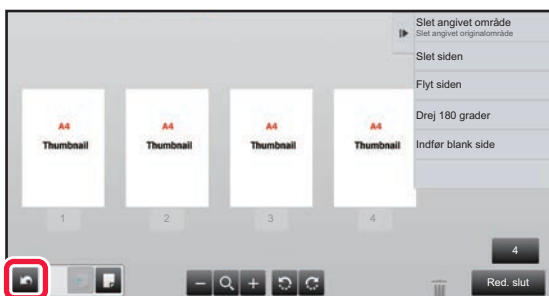 Slet angivet område
Slet angivet originalområde
Slet siden
Flyt siden
Drej 180 grader
Indfør blank side
A4
Thumbnail
A4
Thumbnail
A4
Thumbnail
A4
Thumbnail
1
2
3
4
4
Red. slut